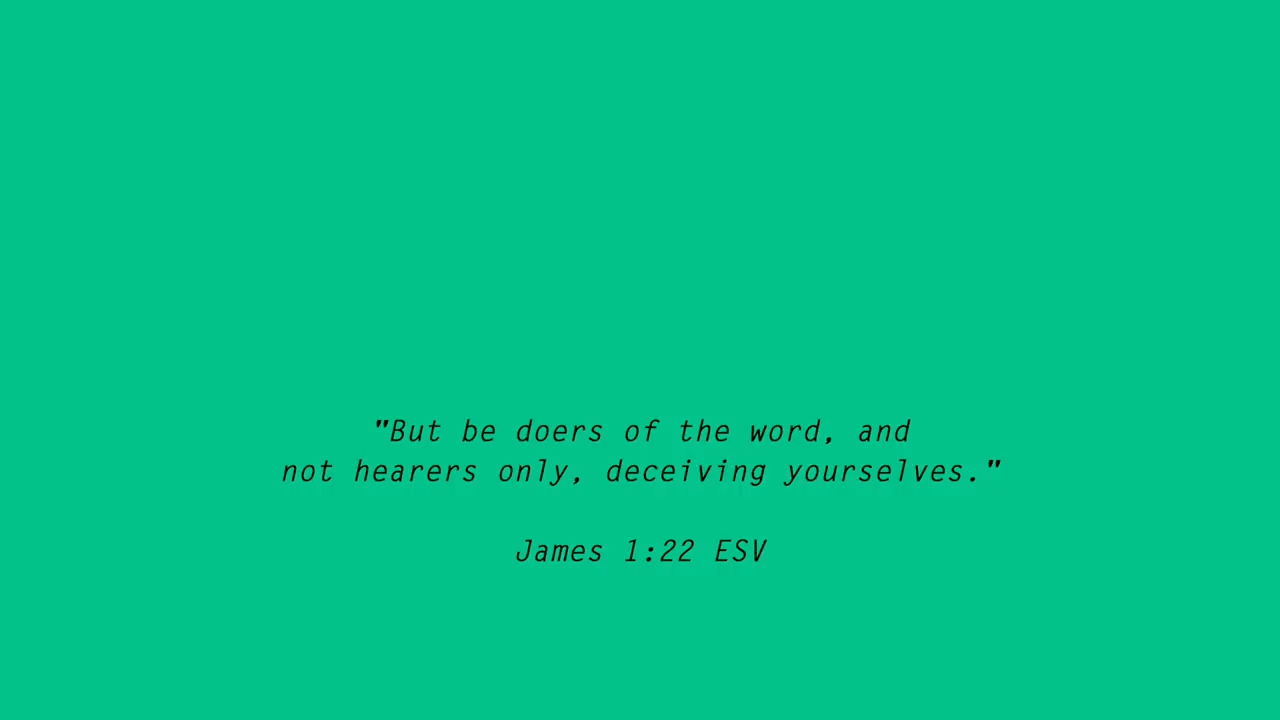 "But be doers of the word, and
not hearers only, deceiving yourselves."
James 1:22 ESV